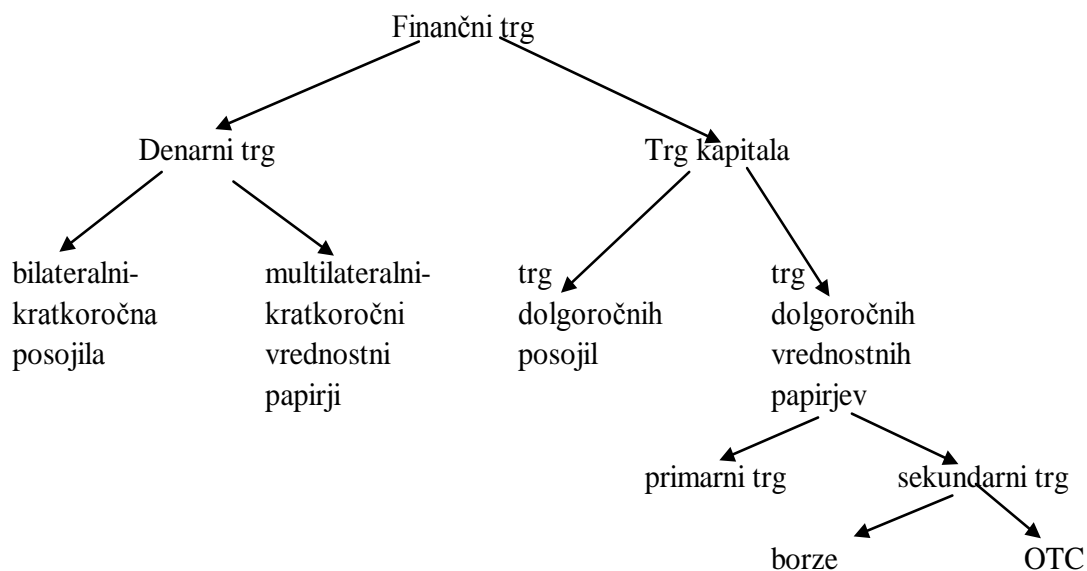 Finančni trg
Denarni trg
Trg kapitala
bilateralni-
kratkoročna
posojila
multilateralni-
kratkoročni
vrednostni
papirji
trg
dolgoročnih
posojil
trg
dolgoročnih
vrednostnih
papirjev
primarni trg
sekundarni trg
borze
OTC